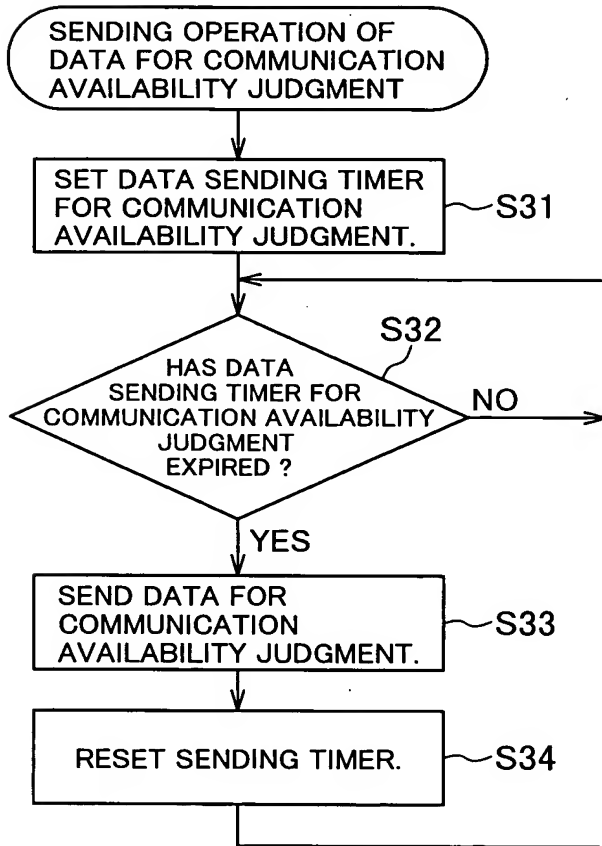 SENDING OPERATION OF
DATA FOR COMMUNICATION
AVAILABILITY JUDGMENT
SET DATA SENDING TIMER
FOR COMMUNICATION
AVAILABILITY JUDGMENT.
S31
S32
HAS DATA
SENDING TIMER FOR
COMMUNICATION AVAILABILITY
JUDGMENT
EXPIRED ?
NO
YES
SEND DATA FOR
COMMUNICATION
AVAILABILITY JUDGMENT.
S33
RESET SENDING TIMER.
S34